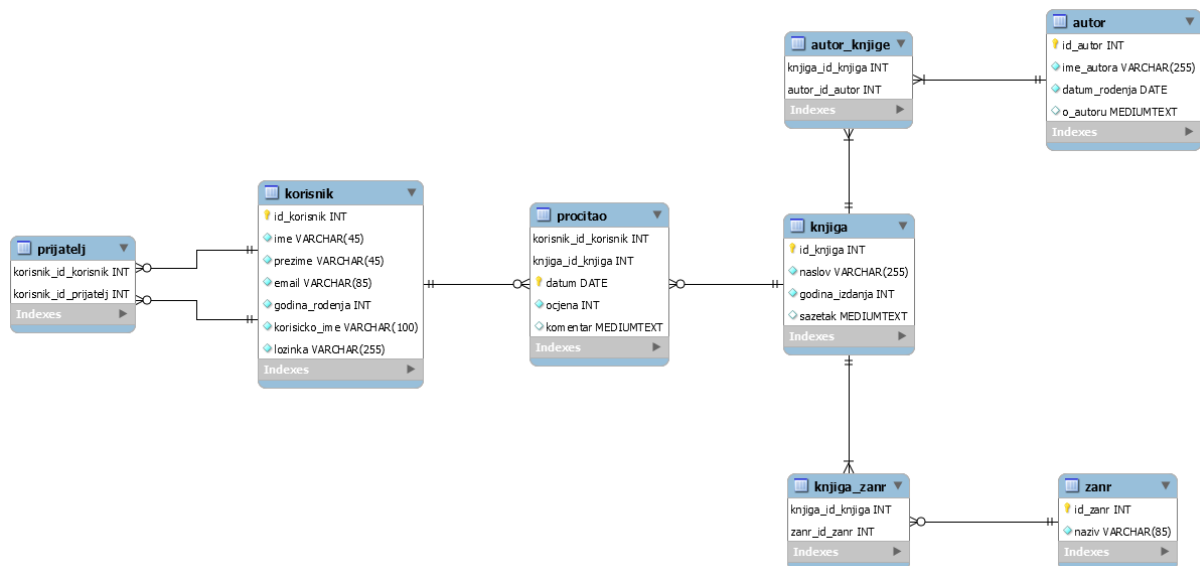 prijatelj
korisnik_id_korisnik INT
korisnik_id_prijatelj INT
Indexes
korisnik
id_korisnik INT
ime VARCHAR(45)
prezime VARCHAR(45)
email VARCHAR(85)
godina_rodenja INT
korisicko_ime VARCHAR(100)
lozinka VARCHAR(255)
Indexes
procitao
korisnik_id_korisnik INT
knjiga_id_knjiga INT
datum DATE
ocjena INT
komentar MEDIUMTEXT
Indexes
autor_knjige
knjiga_id_knjiga INT
autor_id_autor INT
Indexes
autor
id_autor INT
ime_autora VARCHAR(255)
datum_rodenja DATE
o_autoru MEDIUMTEXT
Indexes
knjiga
id_knjiga INT
naslov VARCHAR(255)
godina_izdanja INT
sazetak MEDIUMTEXT
Indexes
knjiga_zanr
knjiga_id_knjiga INT
zanr_id_zanr INT
Indexes
zanr
id_zanr INT
naziv VARCHAR(85)
Indexes